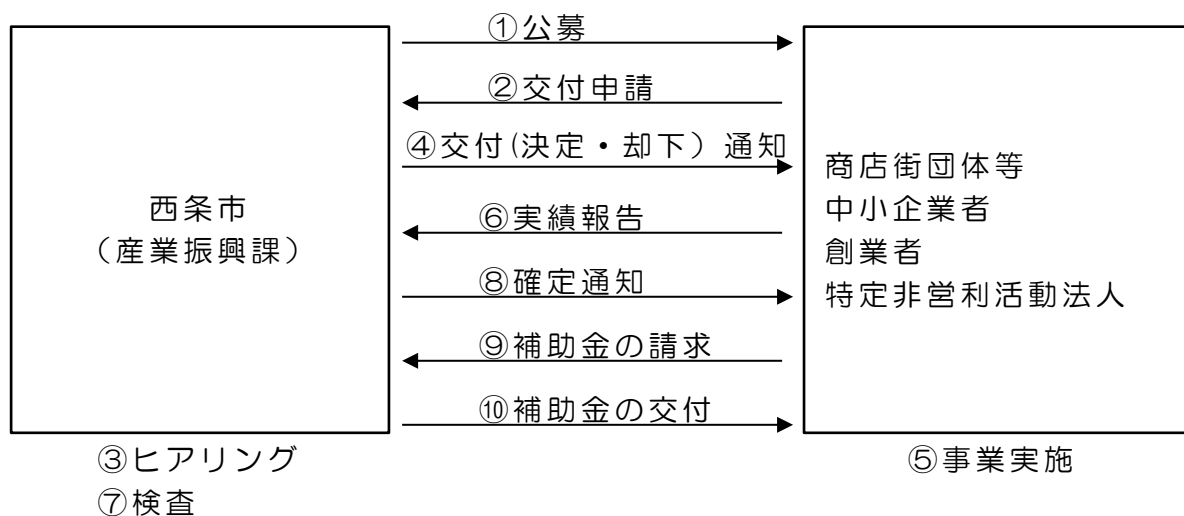 ①公募
②交付申請
④交付(決定・却下）通知
⑥実績報告
⑧確定通知
⑨補助金の請求
⑩補助金の交付
西条市
（産業振興課）
商店街団体等
中小企業者
創業者
特定非営利活動法人
③ヒアリング
⑦検査
⑤事業実施